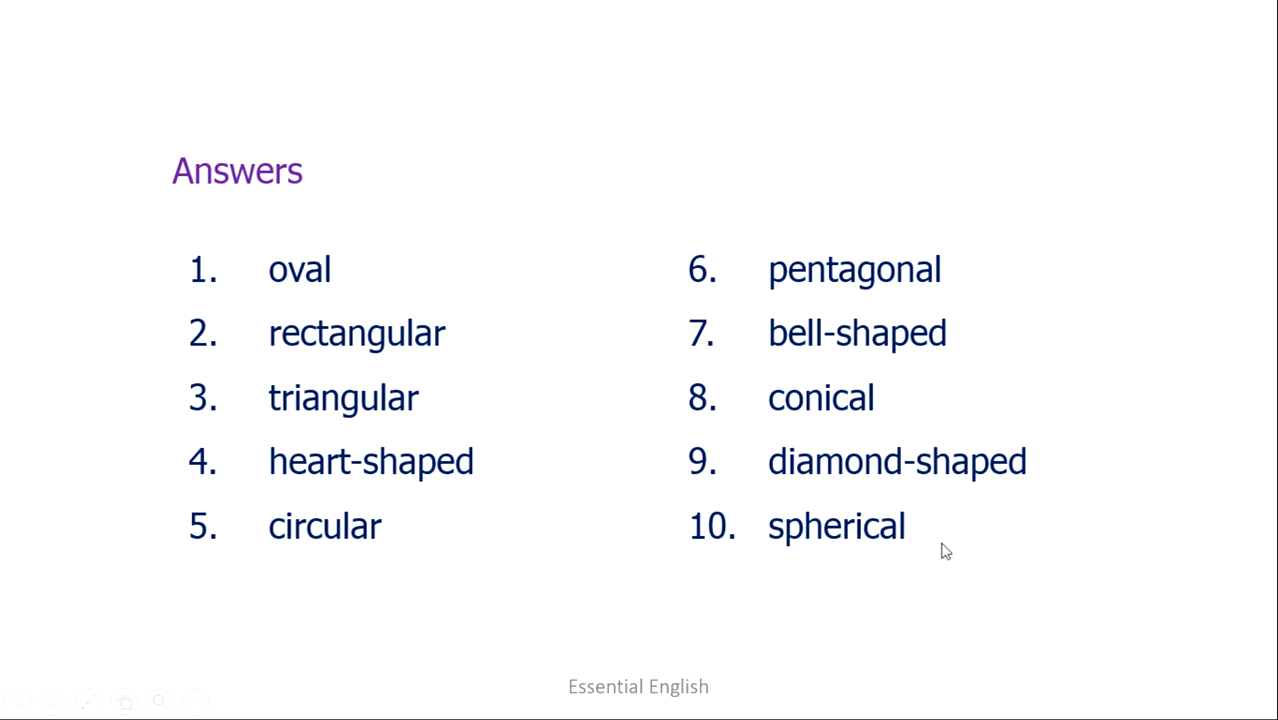 Answers
1. oval
2. rectangular
3. triangular
4. heart-shaped
5. circular
6. pentagonal
7. bell-shaped
8. conical
9. diamond-shaped
10. spherical
Essential English